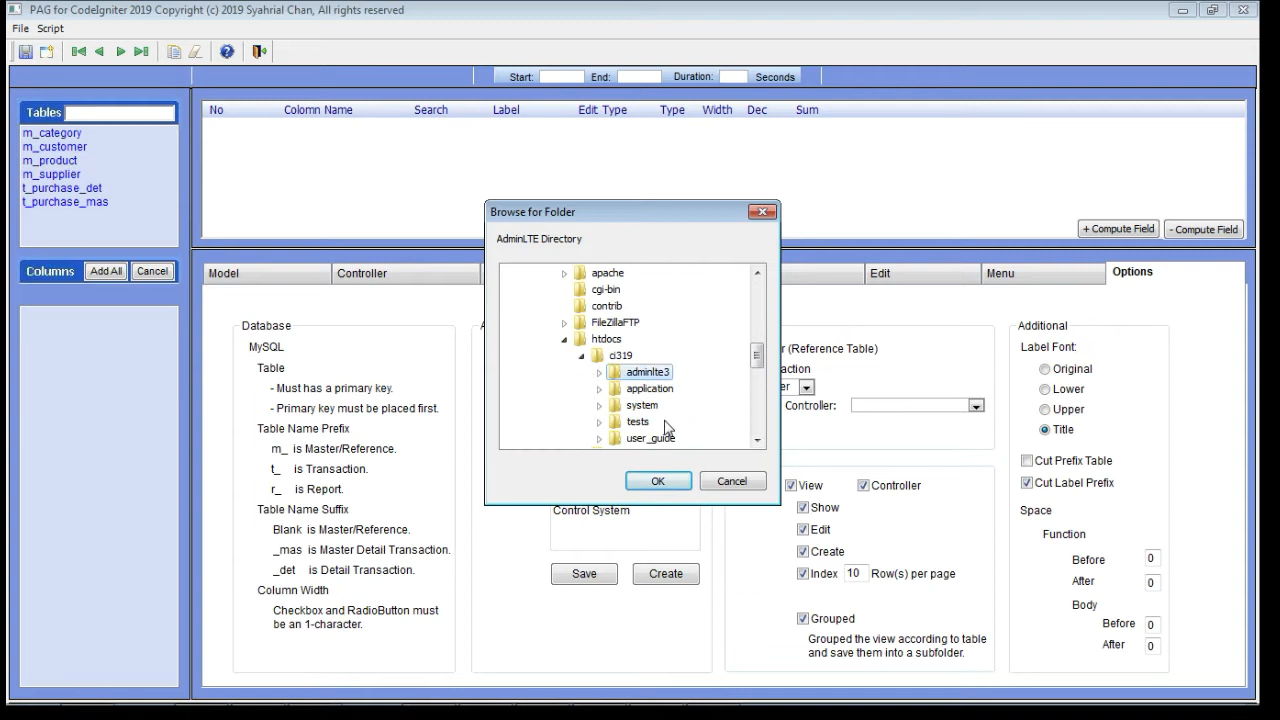 PAG for CodeIgniter 2019 Copyright (c) 2019 Syahrial Chan, All rights reserved
File Script
Start: End: Duration: Seconds
Tables
m_category
m_customer
m_product
m_supplier
t_purchase_det
t_purchase_mas
No Colomn Name Search Label Edit Type Type Width Dec Sum
+ Compute Field - Compute Field
Columns Add All Cancel
Browse for Folder
AdminLTE Directory
apache
cgi-bin
contrib
FileZillaFTP
htdocs
ci319
adminlte3
application
system
tests
user_guide
OK Cancel
Model Controller Edit Menu Options
Database
MySQL
Table
- Must has a primary key.
- Primary key must be placed first.
Table Name Prefix
m_ is Master/Reference.
t_ is Transaction.
r_ is Report.
Table Name Suffix
Blank is Master/Reference.
_mas is Master Detail Transaction.
_det is Detail Transaction.
Column Width
Checkbox and RadioButton must
be an 1-character.
Control System
Save Create
(Reference Table)
Controller:
View Controller
Show
Edit
Create
Index 10 Row(s) per page
Grouped
Grouped the view according to table
and save them into a subfolder.
Additional
Label Font:
Original
Lower
Upper
Title
Cut Prefix Table
Cut Label Prefix
Space
Function
Before 0
After 0
Body
Before 0
After 0